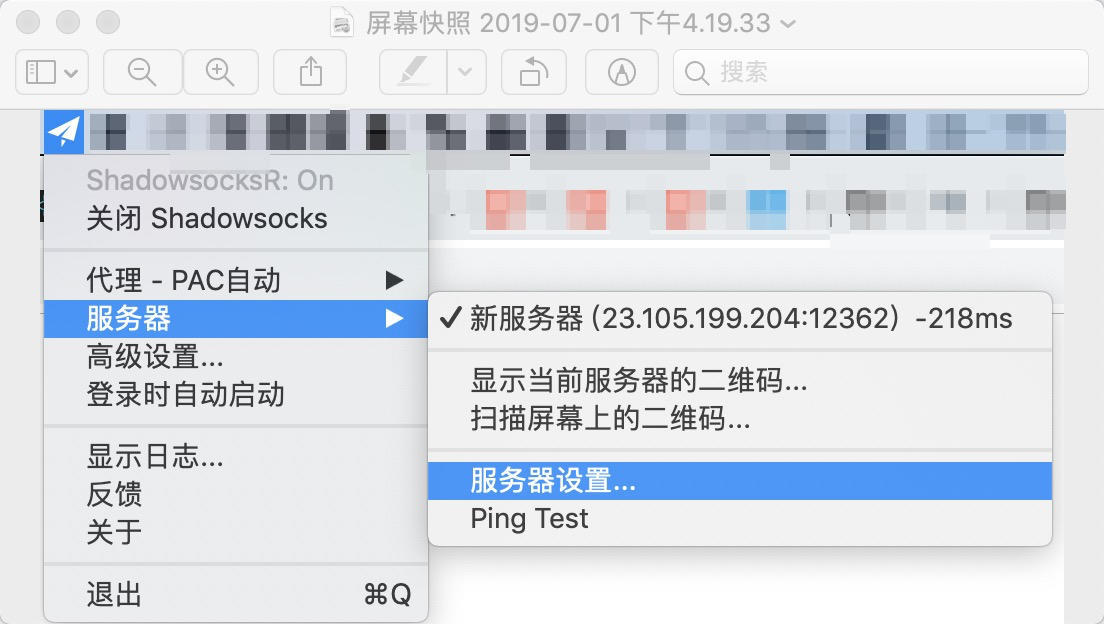 屏幕快照 2019-07-01 下午4.19.33
搜索
ShadowsocksR: On
关闭 Shadowsocks
代理 - PAC自动
服务器
高级设置...
登录时自动启动
显示日志...
反馈
关于
退出 ⌘Q
新服务器 (23.105.199.204:12362) -218ms
显示当前服务器的二维码...
扫描屏幕上的二维码...
服务器设置...
Ping Test